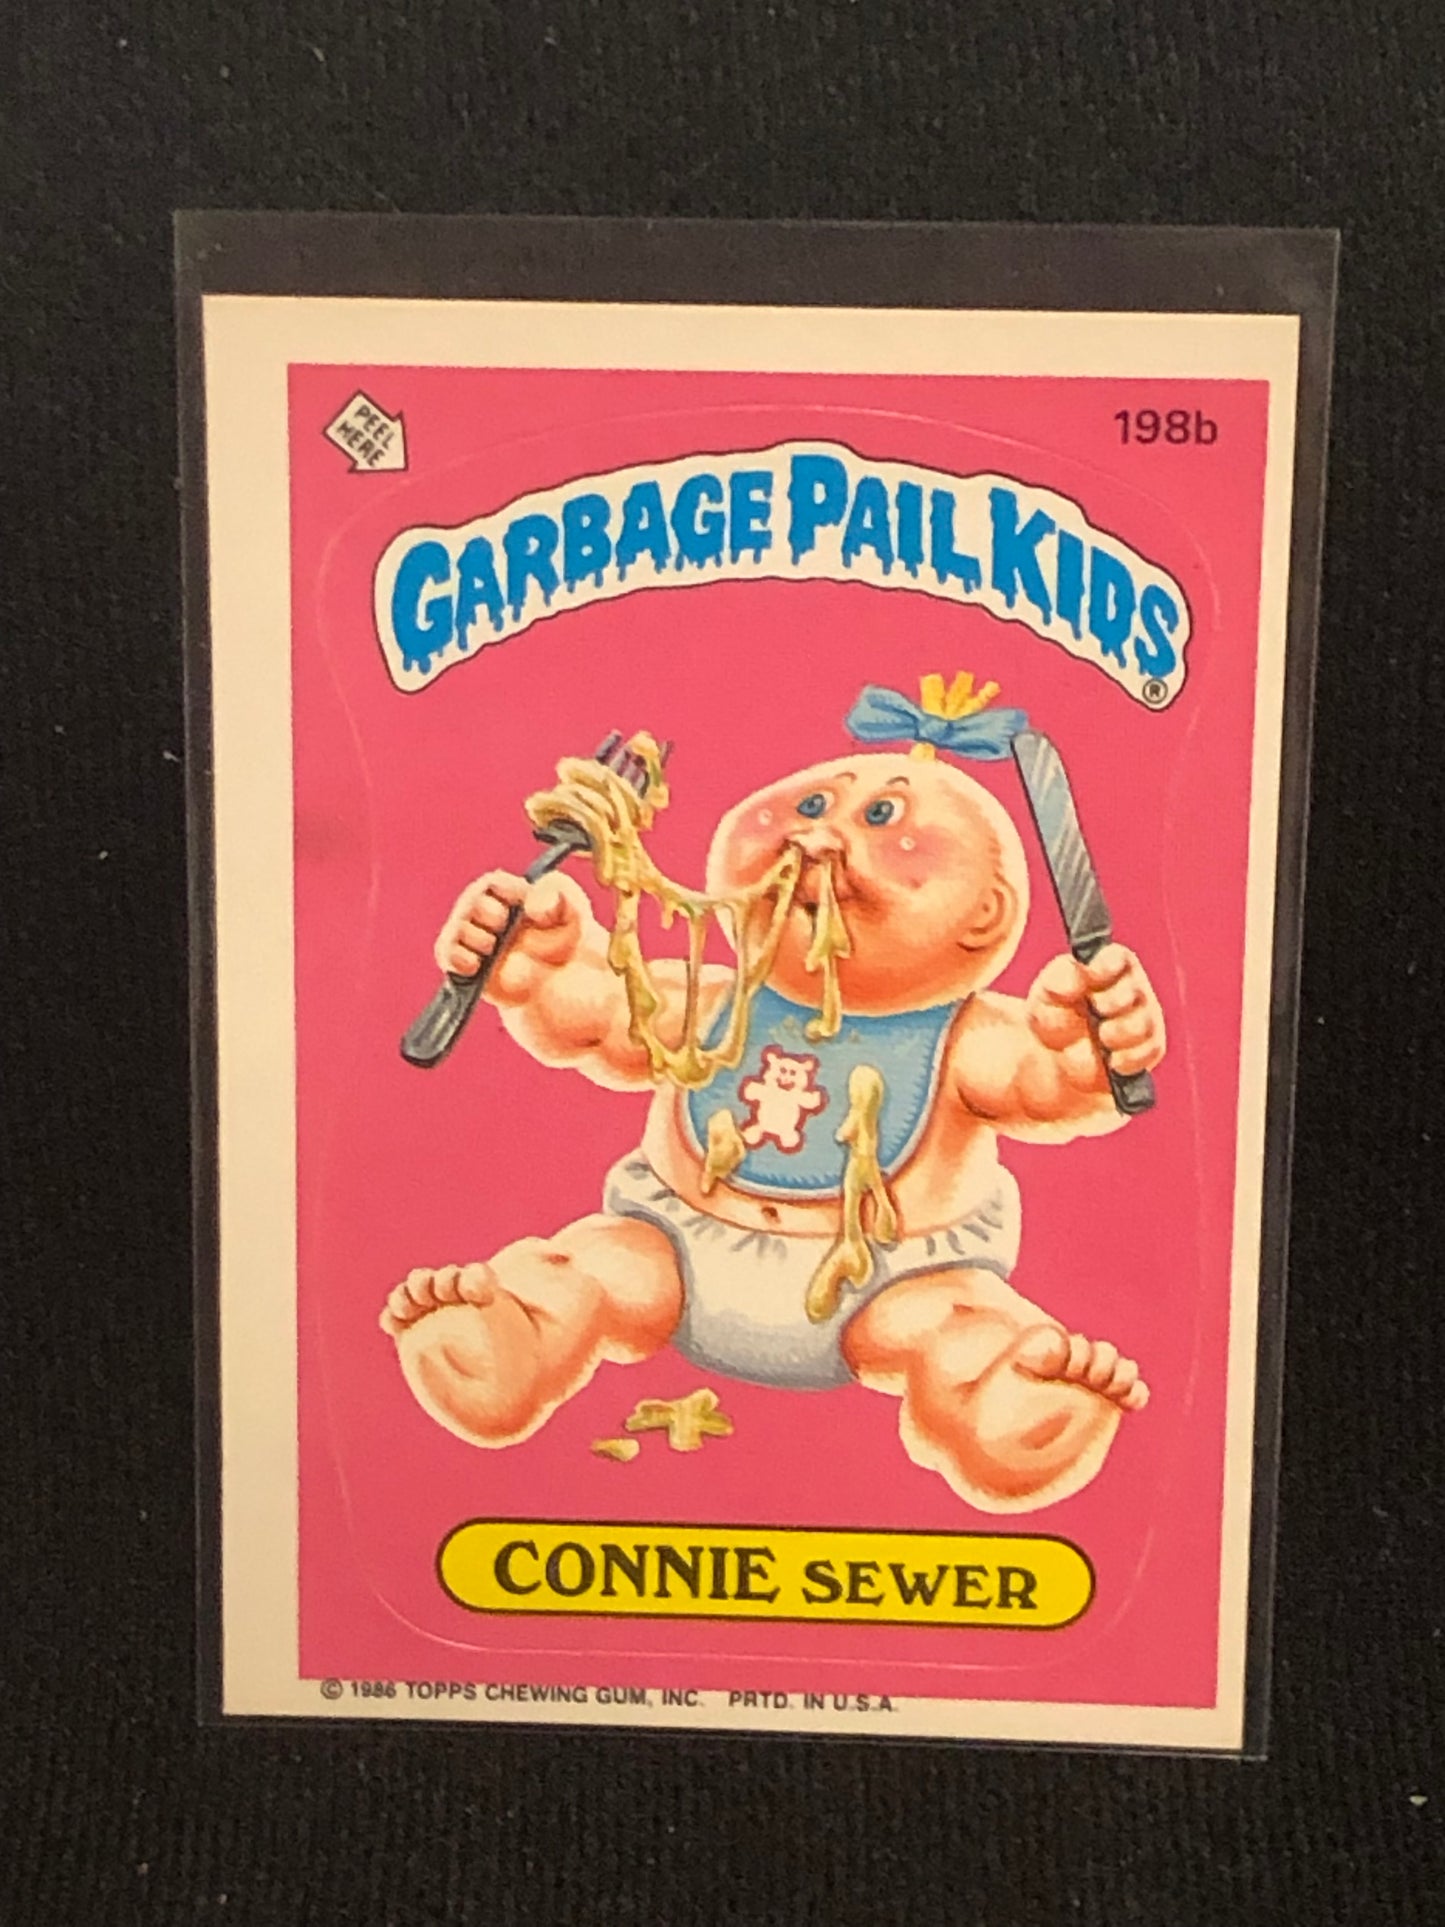 PEEL
HERE
198b
GARBAGE PAIL KIDS
®
CONNIE SEWER
© 1986 TOPPS CHEWING GUM, INC. PRTD. IN U.S.A.